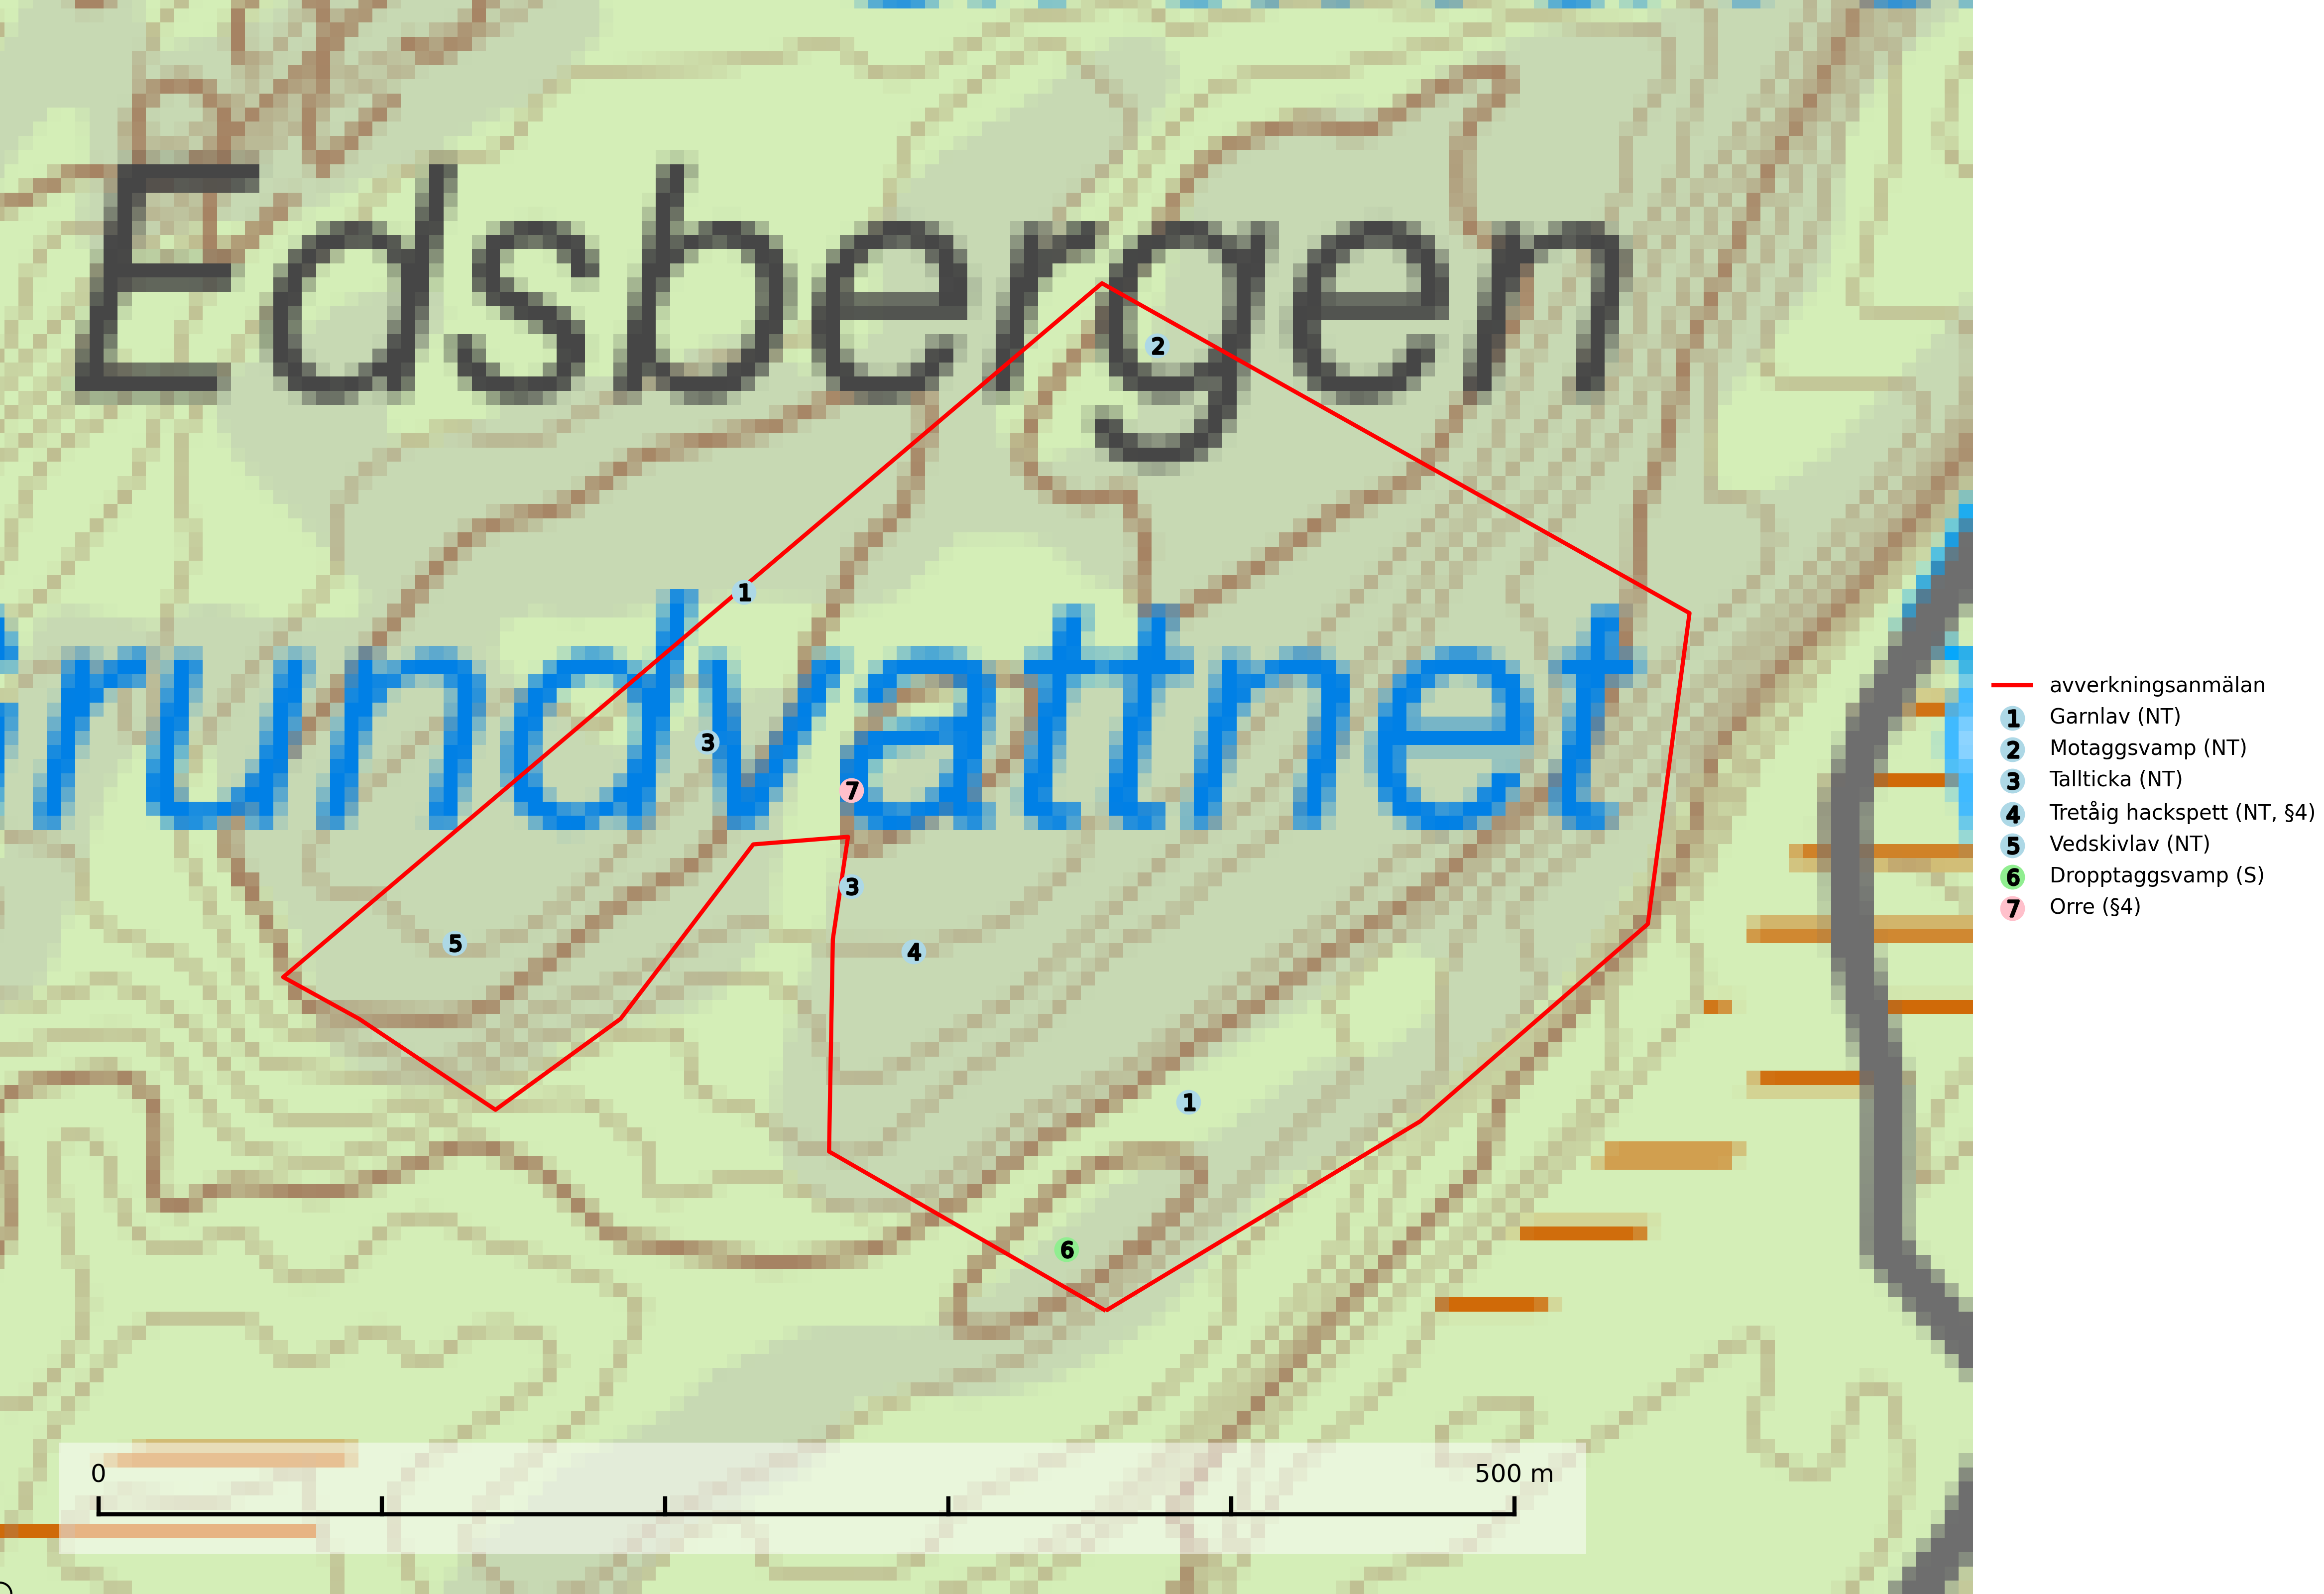 Edsbergen
rundvattnet
2
1
3
7
3
5
4
1
6
0
500 m
avverkningsanmälan
1 Garnlav (NT)
2 Motaggsvamp (NT)
3 Tallticka (NT)
4 Tretåig hackspett (NT, §4)
5 Vedskivlav (NT)
6 Dropptaggsvamp (S)
7 Orre (§4)